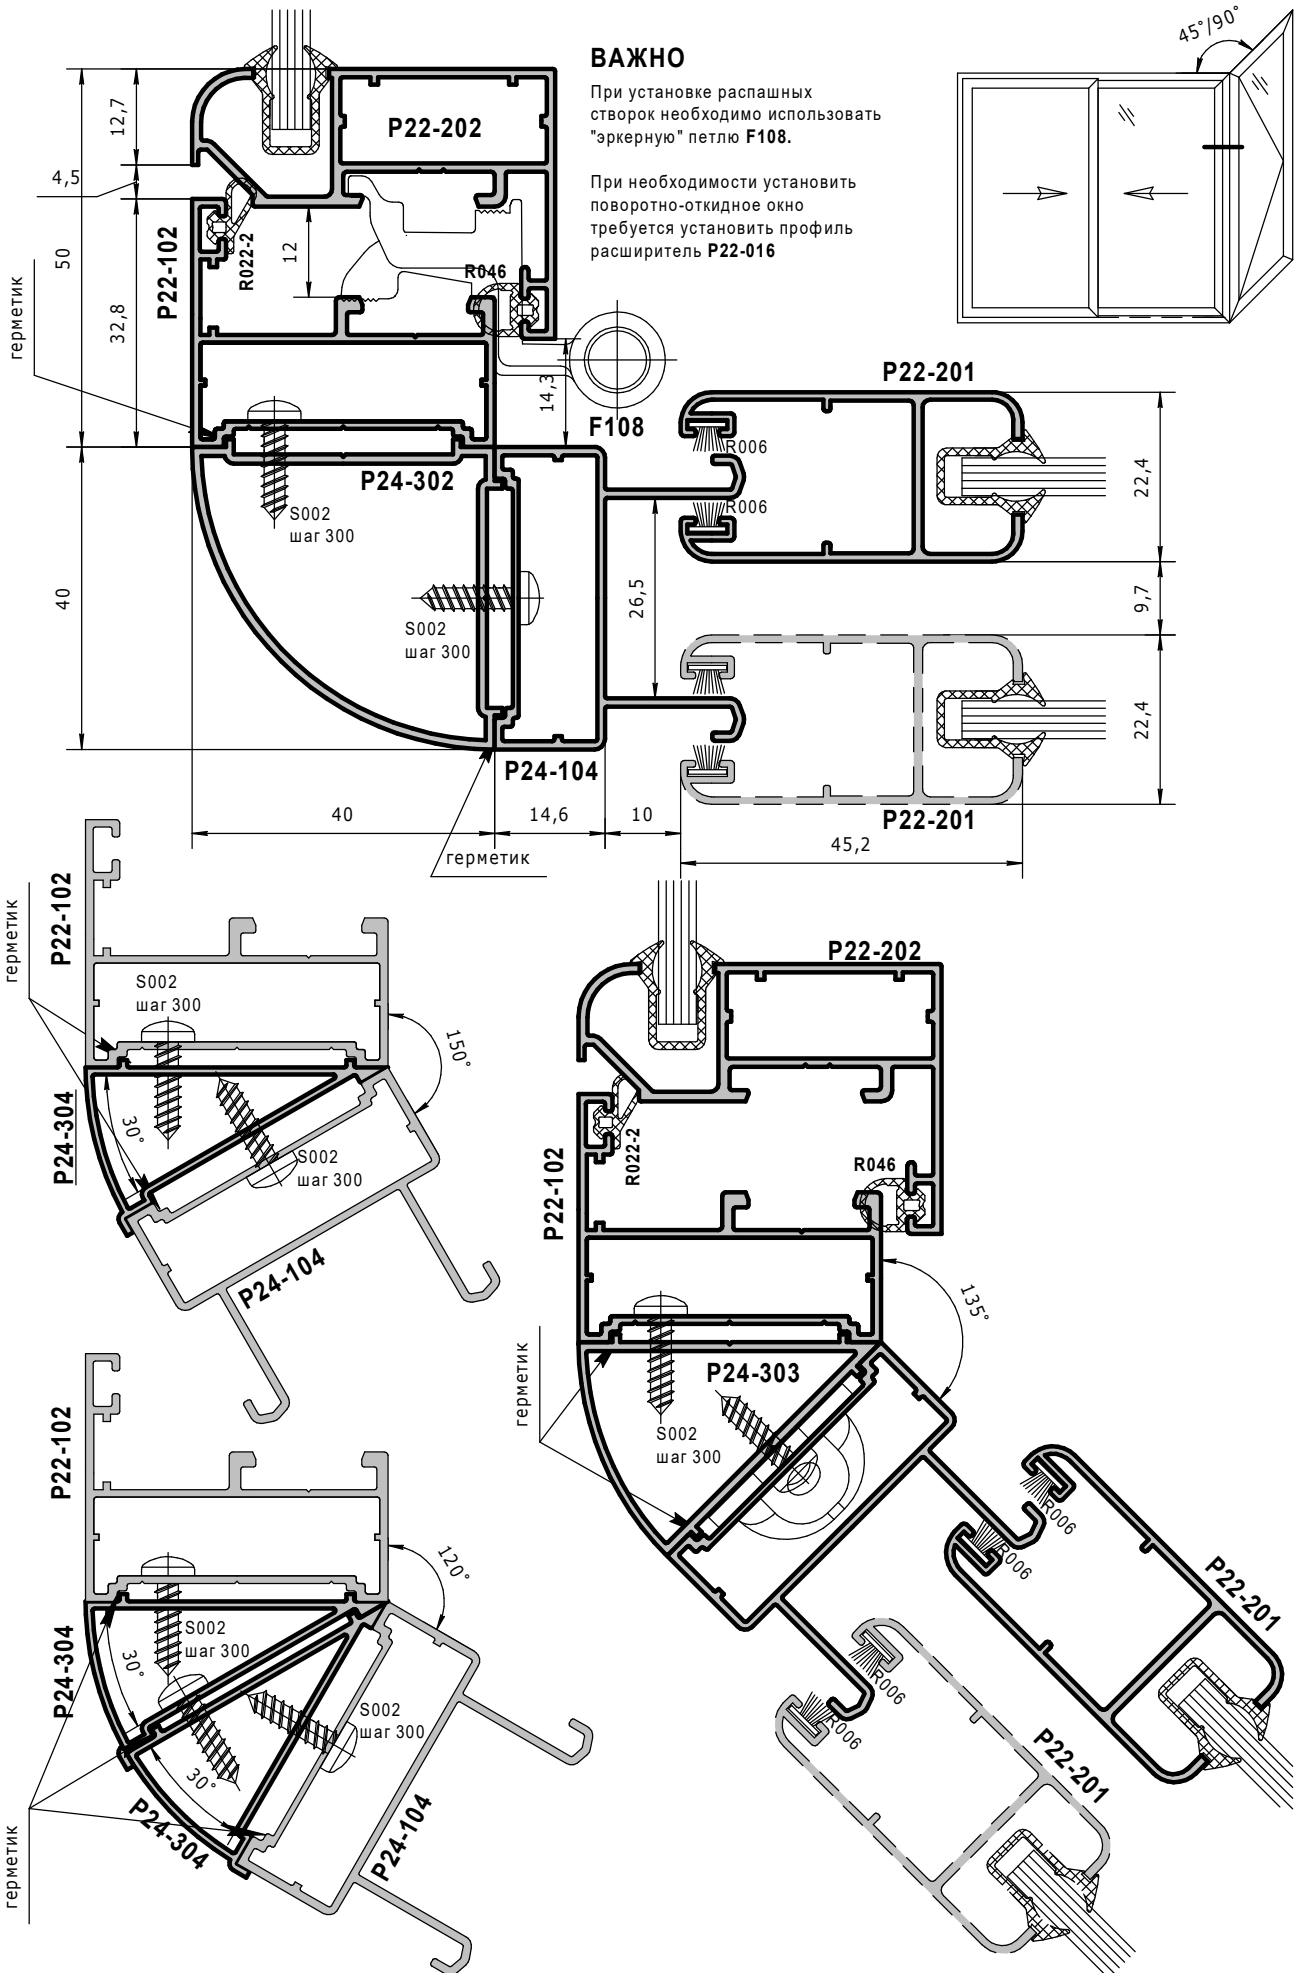 ВАЖНО
При установке распашных
створок необходимо использовать
"эркерную" петлю F108.
При необходимости установить
поворотно-откидное окно
требуется установить профиль
расширитель P22-016
45°/90°
12,7
4,5
50
32,8
40
герметик
P22-202
P22-102
R022-2
12
R046
14,3
F108
P24-302
S002
шаг 300
S002
шаг 300
P22-201
R006
R006
26,5
22,4
9,7
22,4
P24-104
P22-201
40
14,6
10
45,2
герметик
герметик
P22-102
S002
шаг 300
150°
P24-304
30°
S002
шаг 300
P24-104
P22-202
P22-102
R022-2
R046
135°
герметик
P24-303
S002
шаг 300
R006
R006
P22-201
R006
R006
P22-201
P22-102
120°
P24-304
S002
шаг 300
30°
S002
шаг 300
30°
P24-304
P24-104
герметик